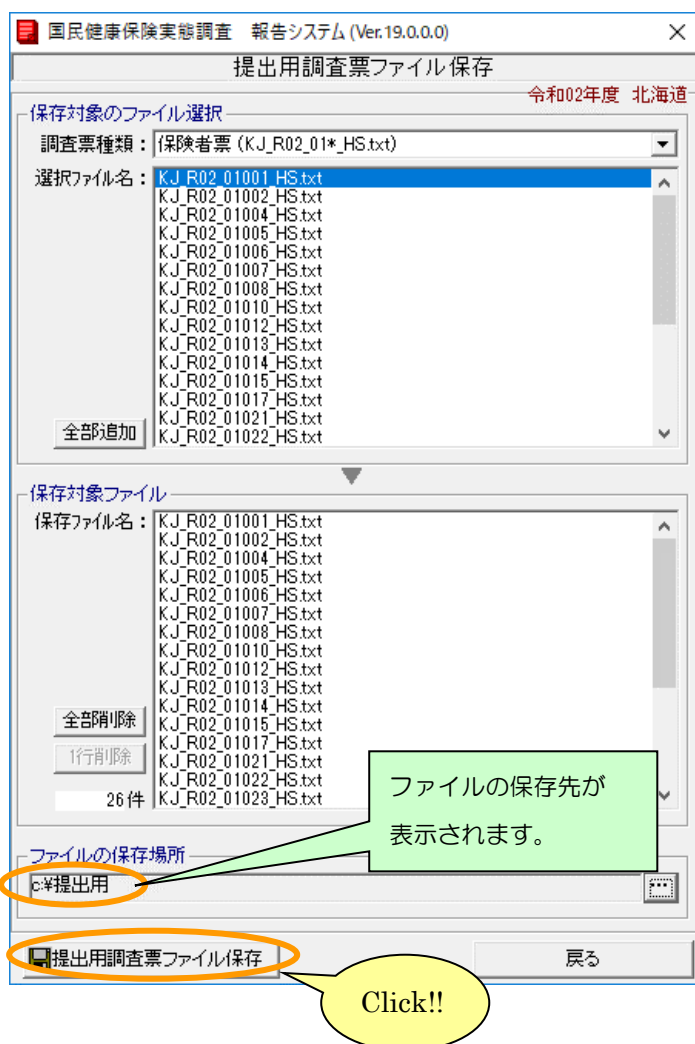 国民健康保険実態調査 報告システム (Ver.19.0.0.0)
提出用調査票ファイル保存
令和02年度 北海道
保存対象のファイル選択
調査票種類：
保険者票 (KJ_R02_01*_HS.txt)
選択ファイル名：
KJ_R02_01001_HS.txt
KJ_R02_01002_HS.txt
KJ_R02_01004_HS.txt
KJ_R02_01005_HS.txt
KJ_R02_01006_HS.txt
KJ_R02_01007_HS.txt
KJ_R02_01008_HS.txt
KJ_R02_01010_HS.txt
KJ_R02_01012_HS.txt
KJ_R02_01013_HS.txt
KJ_R02_01014_HS.txt
KJ_R02_01015_HS.txt
KJ_R02_01017_HS.txt
KJ_R02_01021_HS.txt
KJ_R02_01022_HS.txt
全部追加
保存対象ファイル
保存ファイル名：
KJ_R02_01001_HS.txt
KJ_R02_01002_HS.txt
KJ_R02_01004_HS.txt
KJ_R02_01005_HS.txt
KJ_R02_01006_HS.txt
KJ_R02_01007_HS.txt
KJ_R02_01008_HS.txt
KJ_R02_01010_HS.txt
KJ_R02_01012_HS.txt
KJ_R02_01013_HS.txt
KJ_R02_01014_HS.txt
KJ_R02_01015_HS.txt
KJ_R02_01017_HS.txt
KJ_R02_01021_HS.txt
KJ_R02_01022_HS.txt
KJ_R02_01023_HS.txt
全部削除
1行削除
26件
ファイルの保存先が
表示されます。
ファイルの保存場所
c:¥提出用
...
提出用調査票ファイル保存
戻る
Click!!